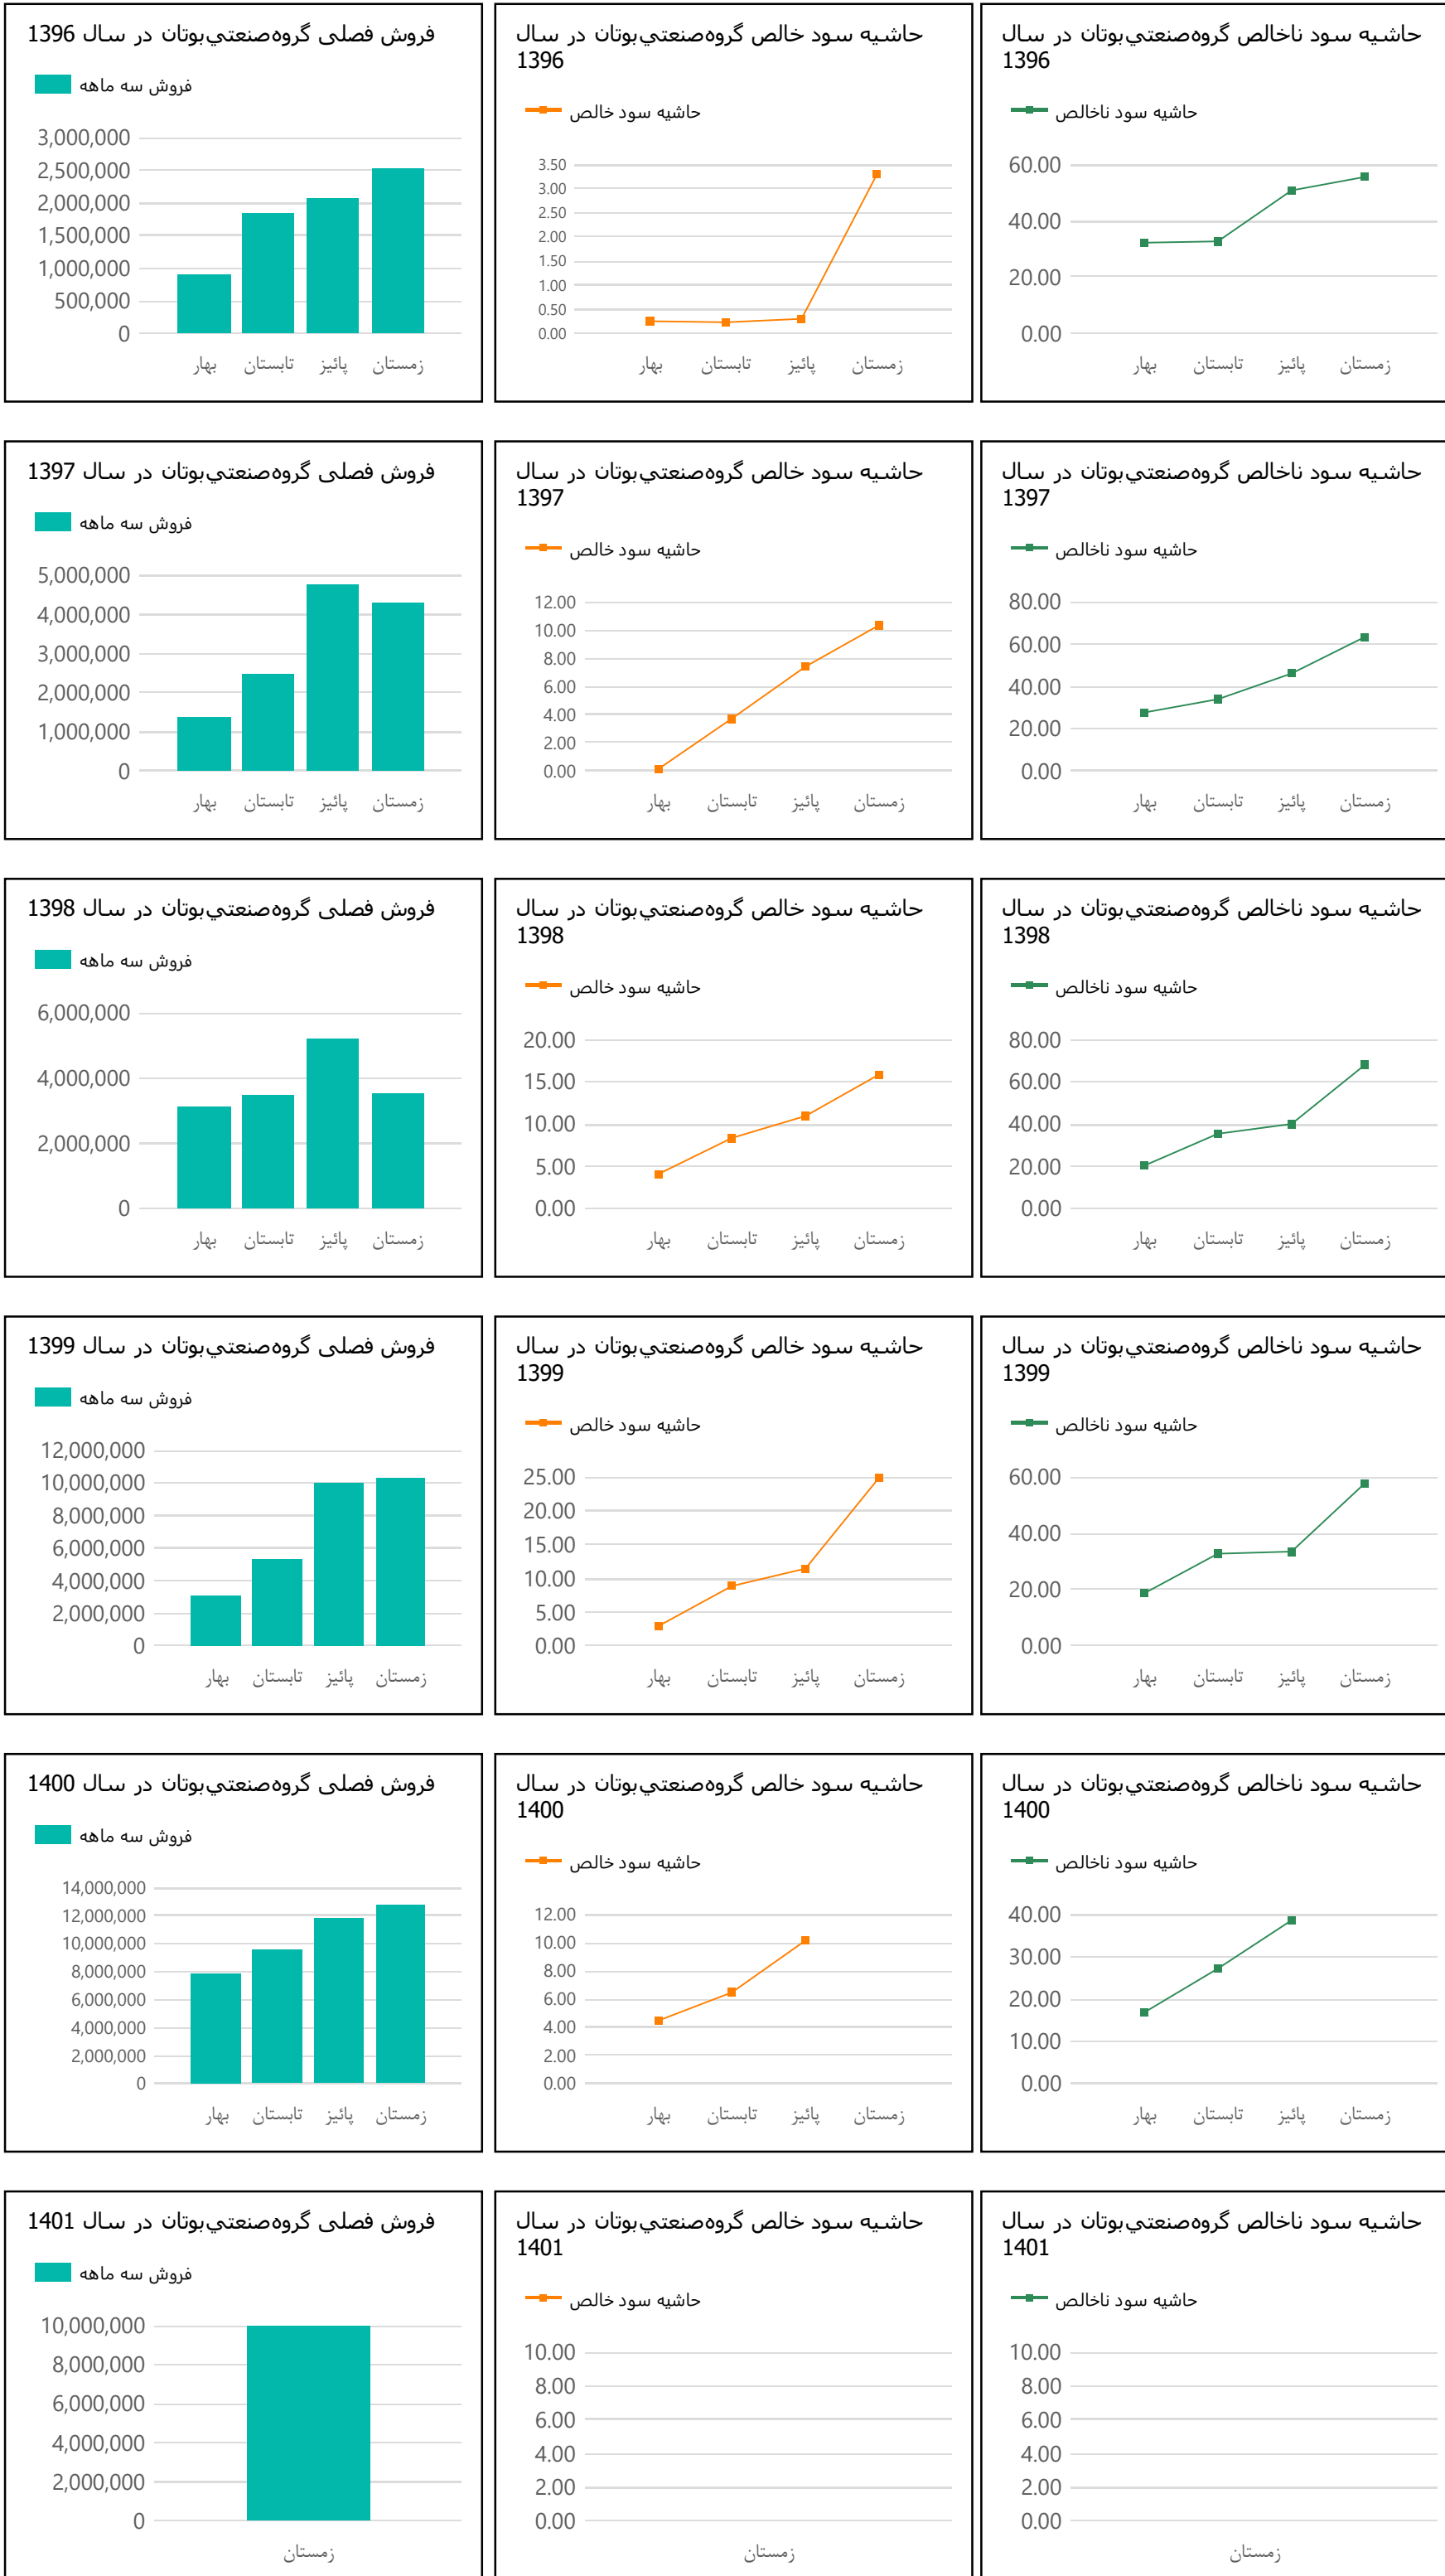 فروش فصلی گروه‌صنعتي‌بوتان در سال 1396
فروش سه ماهه
3,000,000
2,500,000
2,000,000
1,500,000
1,000,000
500,000
0
بهار تابستان پائیز زمستان
حاشیه سود خالص گروه‌صنعتي‌بوتان در سال
1396
حاشیه سود خالص
3.50
3.00
2.50
2.00
1.50
1.00
0.50
0.00
بهار تابستان پائیز زمستان
حاشیه سود ناخالص گروه‌صنعتي‌بوتان در سال
1396
حاشیه سود ناخالص
60.00
40.00
20.00
0.00
بهار تابستان پائیز زمستان
فروش فصلی گروه‌صنعتي‌بوتان در سال 1397
فروش سه ماهه
5,000,000
4,000,000
3,000,000
2,000,000
1,000,000
0
بهار تابستان پائیز زمستان
حاشیه سود خالص گروه‌صنعتي‌بوتان در سال
1397
حاشیه سود خالص
12.00
10.00
8.00
6.00
4.00
2.00
0.00
بهار تابستان پائیز زمستان
حاشیه سود ناخالص گروه‌صنعتي‌بوتان در سال
1397
حاشیه سود ناخالص
80.00
60.00
40.00
20.00
0.00
بهار تابستان پائیز زمستان
فروش فصلی گروه‌صنعتي‌بوتان در سال 1398
فروش سه ماهه
6,000,000
4,000,000
2,000,000
0
بهار تابستان پائیز زمستان
حاشیه سود خالص گروه‌صنعتي‌بوتان در سال
1398
حاشیه سود خالص
20.00
15.00
10.00
5.00
0.00
بهار تابستان پائیز زمستان
حاشیه سود ناخالص گروه‌صنعتي‌بوتان در سال
1398
حاشیه سود ناخالص
80.00
60.00
40.00
20.00
0.00
بهار تابستان پائیز زمستان
فروش فصلی گروه‌صنعتي‌بوتان در سال 1399
فروش سه ماهه
12,000,000
10,000,000
8,000,000
6,000,000
4,000,000
2,000,000
0
بهار تابستان پائیز زمستان
حاشیه سود خالص گروه‌صنعتي‌بوتان در سال
1399
حاشیه سود خالص
25.00
20.00
15.00
10.00
5.00
0.00
بهار تابستان پائیز زمستان
حاشیه سود ناخالص گروه‌صنعتي‌بوتان در سال
1399
حاشیه سود ناخالص
60.00
40.00
20.00
0.00
بهار تابستان پائیز زمستان
فروش فصلی گروه‌صنعتي‌بوتان در سال 1400
فروش سه ماهه
14,000,000
12,000,000
10,000,000
8,000,000
6,000,000
4,000,000
2,000,000
0
بهار تابستان پائیز زمستان
حاشیه سود خالص گروه‌صنعتي‌بوتان در سال
1400
حاشیه سود خالص
12.00
10.00
8.00
6.00
4.00
2.00
0.00
بهار تابستان پائیز زمستان
حاشیه سود ناخالص گروه‌صنعتي‌بوتان در سال
1400
حاشیه سود ناخالص
40.00
30.00
20.00
10.00
0.00
بهار تابستان پائیز زمستان
فروش فصلی گروه‌صنعتي‌بوتان در سال 1401
فروش سه ماهه
10,000,000
8,000,000
6,000,000
4,000,000
2,000,000
0
زمستان
حاشیه سود خالص گروه‌صنعتي‌بوتان در سال
1401
حاشیه سود خالص
10.00
8.00
6.00
4.00
2.00
0.00
زمستان
حاشیه سود ناخالص گروه‌صنعتي‌بوتان در سال
1401
حاشیه سود ناخالص
10.00
8.00
6.00
4.00
2.00
0.00
زمستان